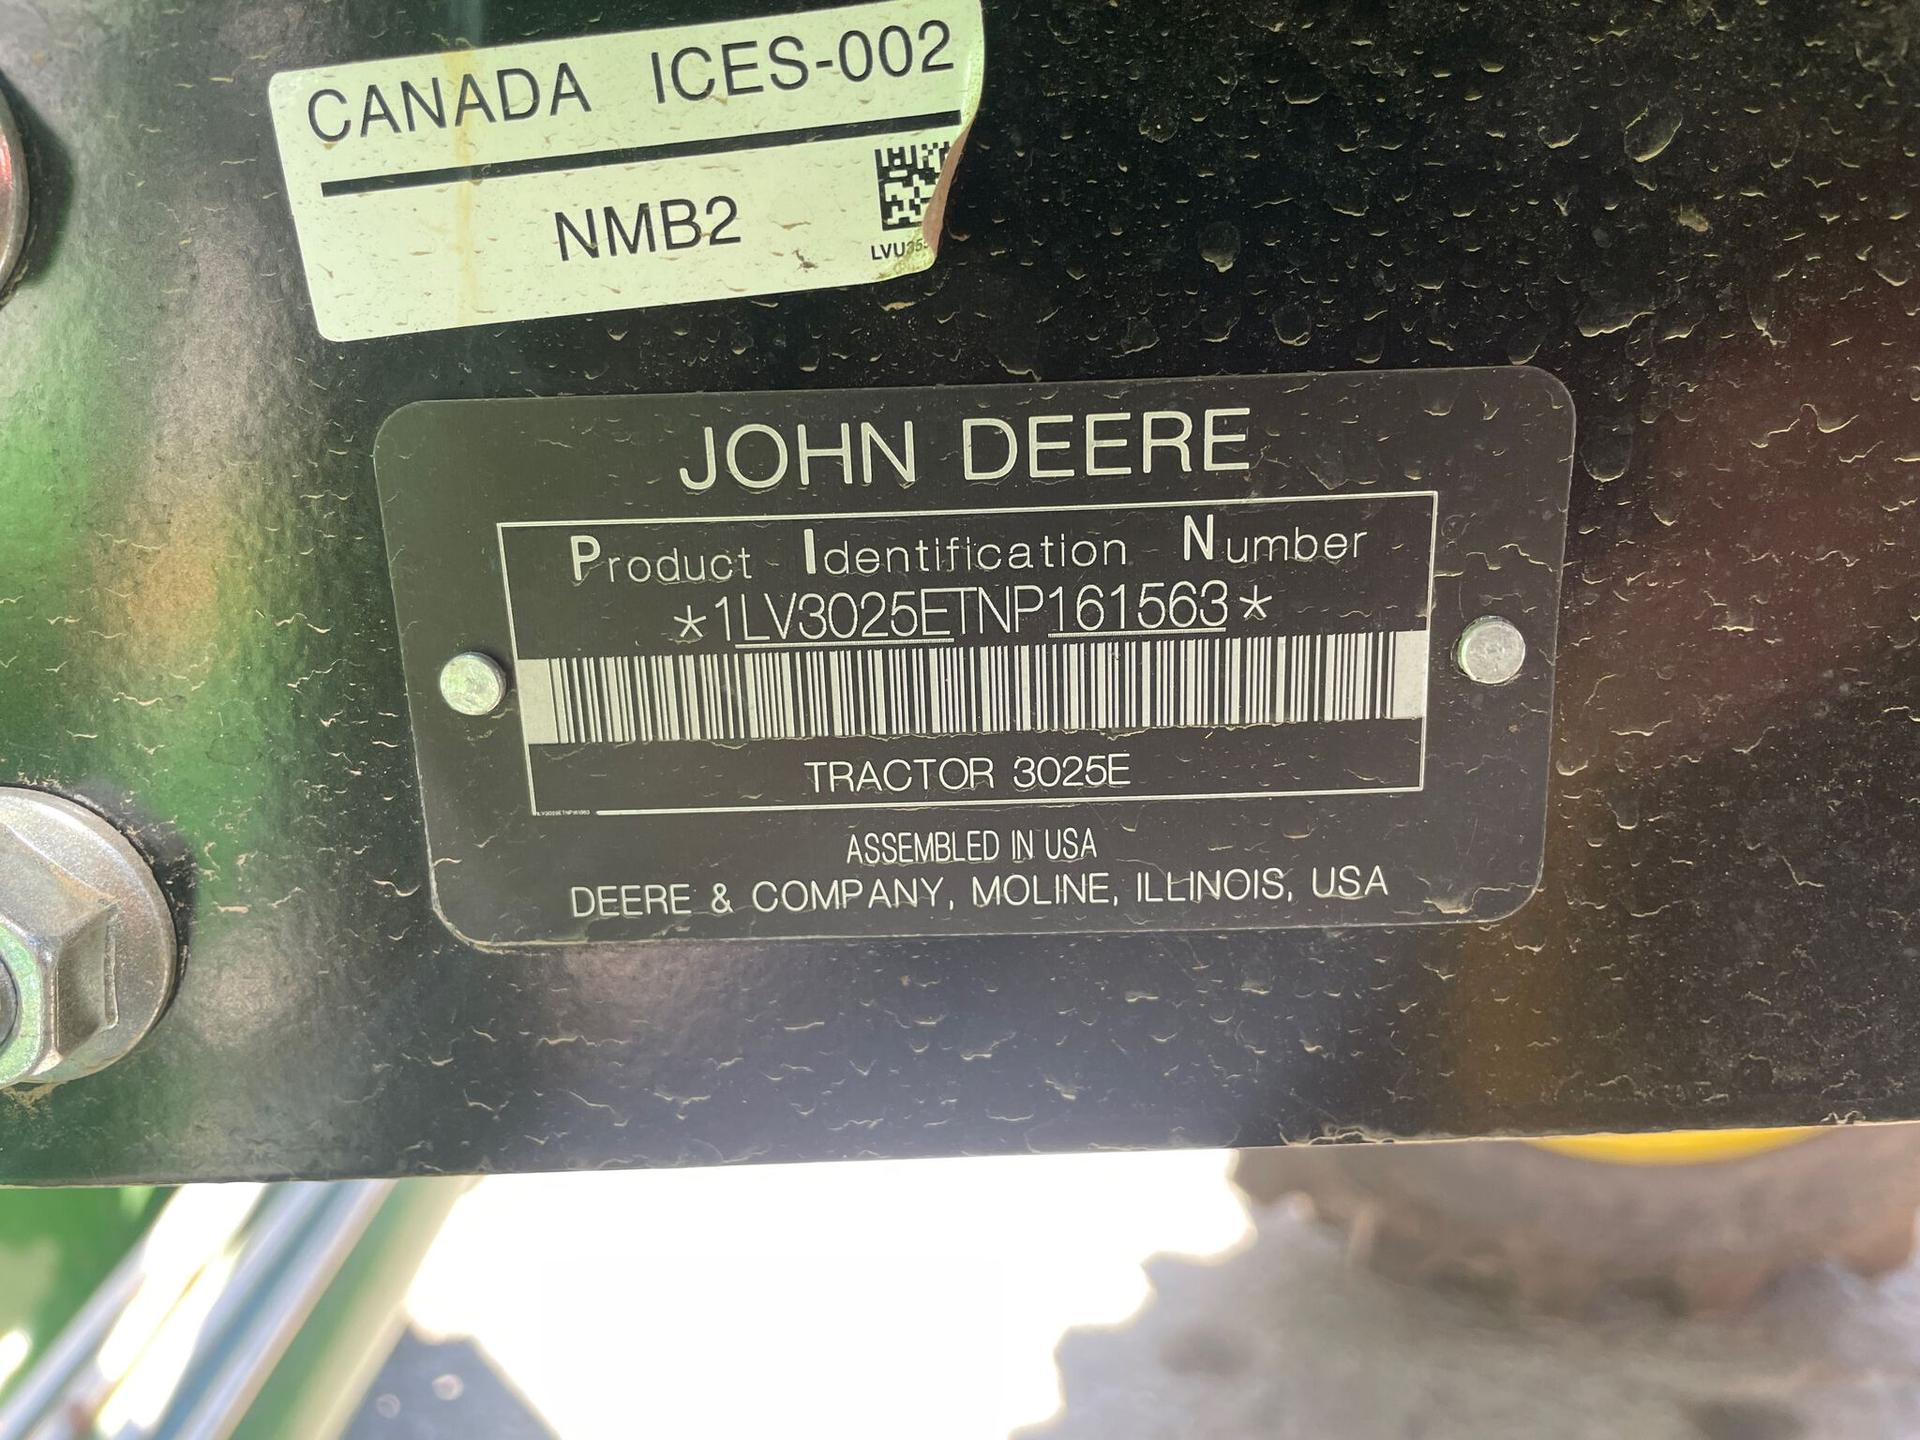 CANADA ICES-002
NMB2
JOHN DEERE
Product Identification Number
*1LV3025ETNP161563*
TRACTOR 3025E
ASSEMBLED IN USA
DEERE & COMPANY, MOLINE, ILLINOIS, USA